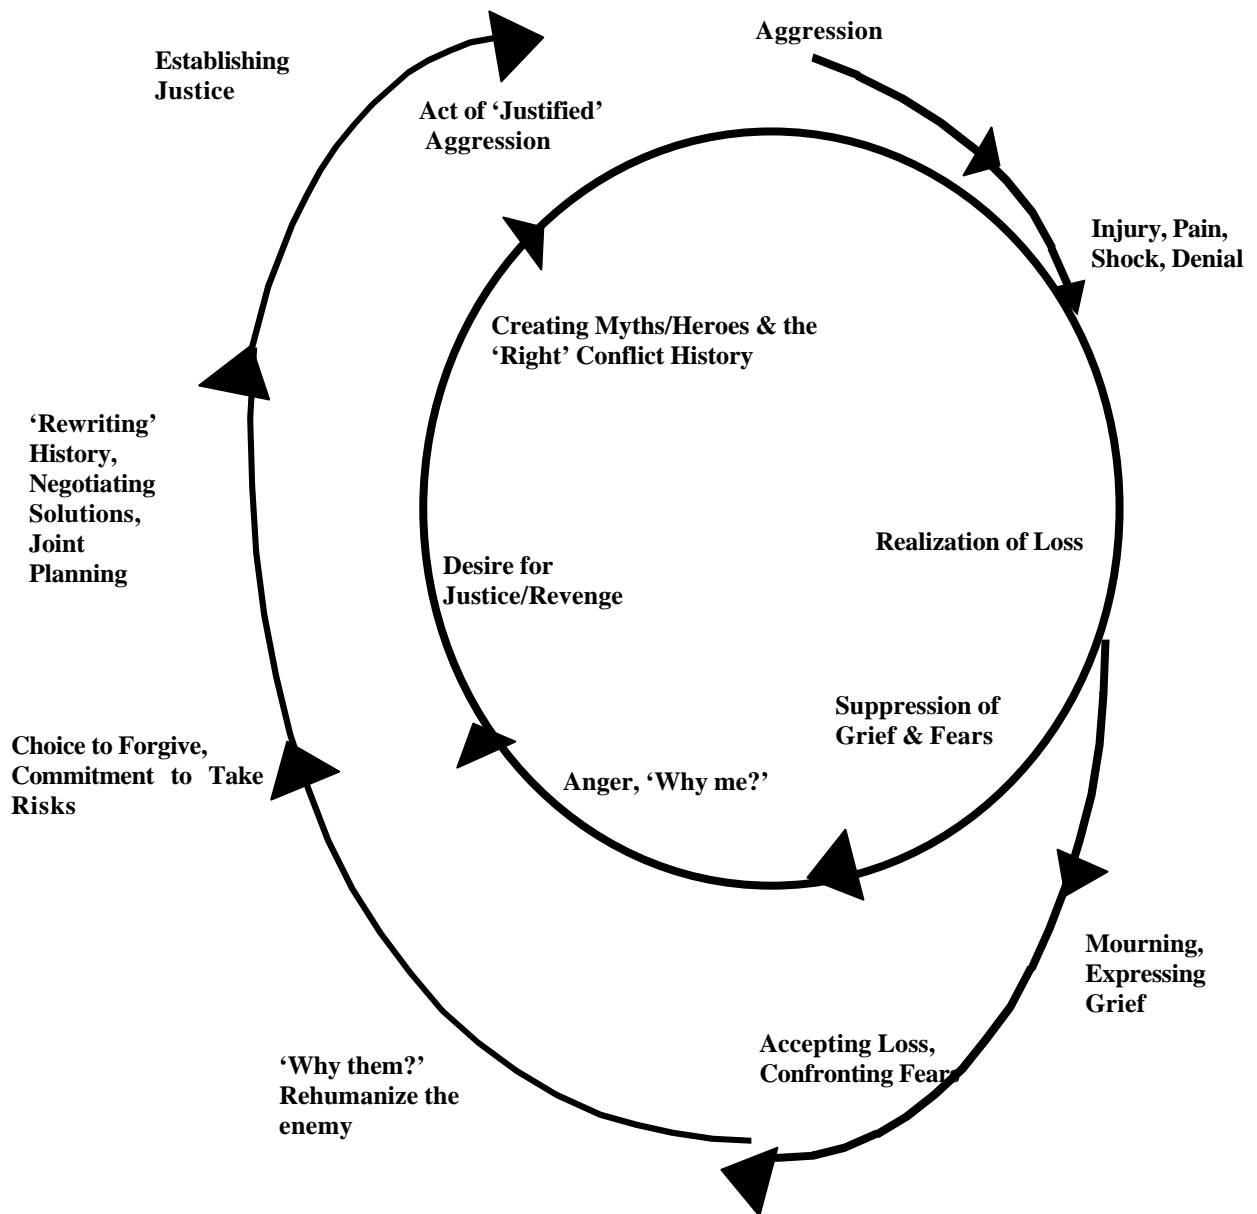 Aggression
Establishing
Justice
Act of ‘Justified’
Aggression
Injury, Pain,
Shock, Denial
Creating Myths/Heroes & the
‘Right’ Conflict History
‘Rewriting’
History,
Negotiating
Solutions,
Joint
Planning
Realization of Loss
Desire for
Justice/Revenge
Suppression of
Grief & Fears
Choice to Forgive,
Commitment to Take
Risks
Anger, ‘Why me?’
Mourning,
Expressing
Grief
Accepting Loss,
Confronting Fears
‘Why them?’
Rehumanize the
enemy